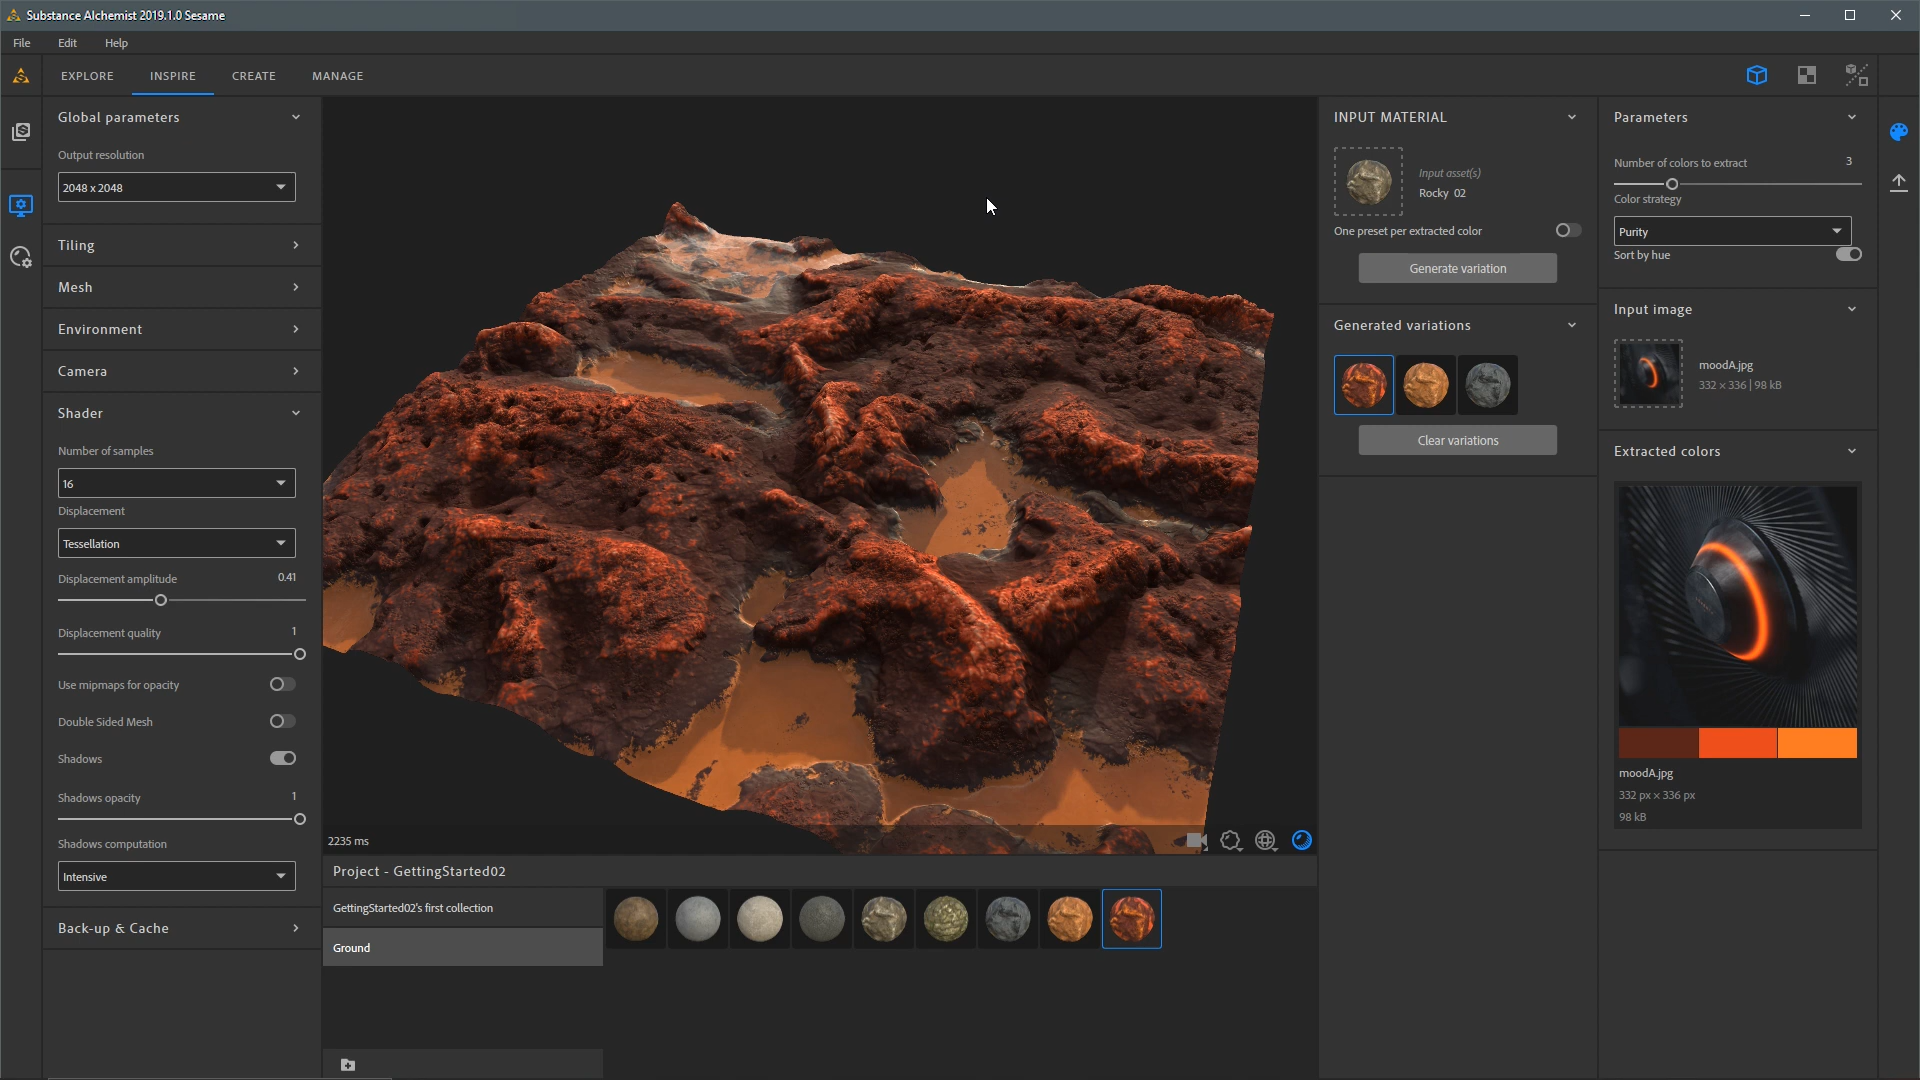 Substance Alchemist 2019.1.0 Sesame
File Edit Help
EXPLORE INSPIRE CREATE MANAGE
Global parameters
Output resolution
2048 x 2048
Tiling
Mesh
Environment
Camera
Shader
Number of samples
16
Displacement
Tessellation
Displacement amplitude 0.41
Displacement quality 1
Use mipmaps for opacity
Double Sided Mesh
Shadows
Shadows opacity 1
Shadows computation
Intensive
Back-up & Cache
2235 ms
Project - GettingStarted02
GettingStarted02's first collection
Ground
INPUT MATERIAL
Input asset(s)
Rocky 02
One preset per extracted color
Generate variation
Generated variations
Clear variations
Parameters
Number of colors to extract 3
Color strategy
Purity
Sort by hue
Input image
moodA.jpg
332 x 336 | 98 kB
Extracted colors
moodA.jpg
332 px x 336 px
98 kB